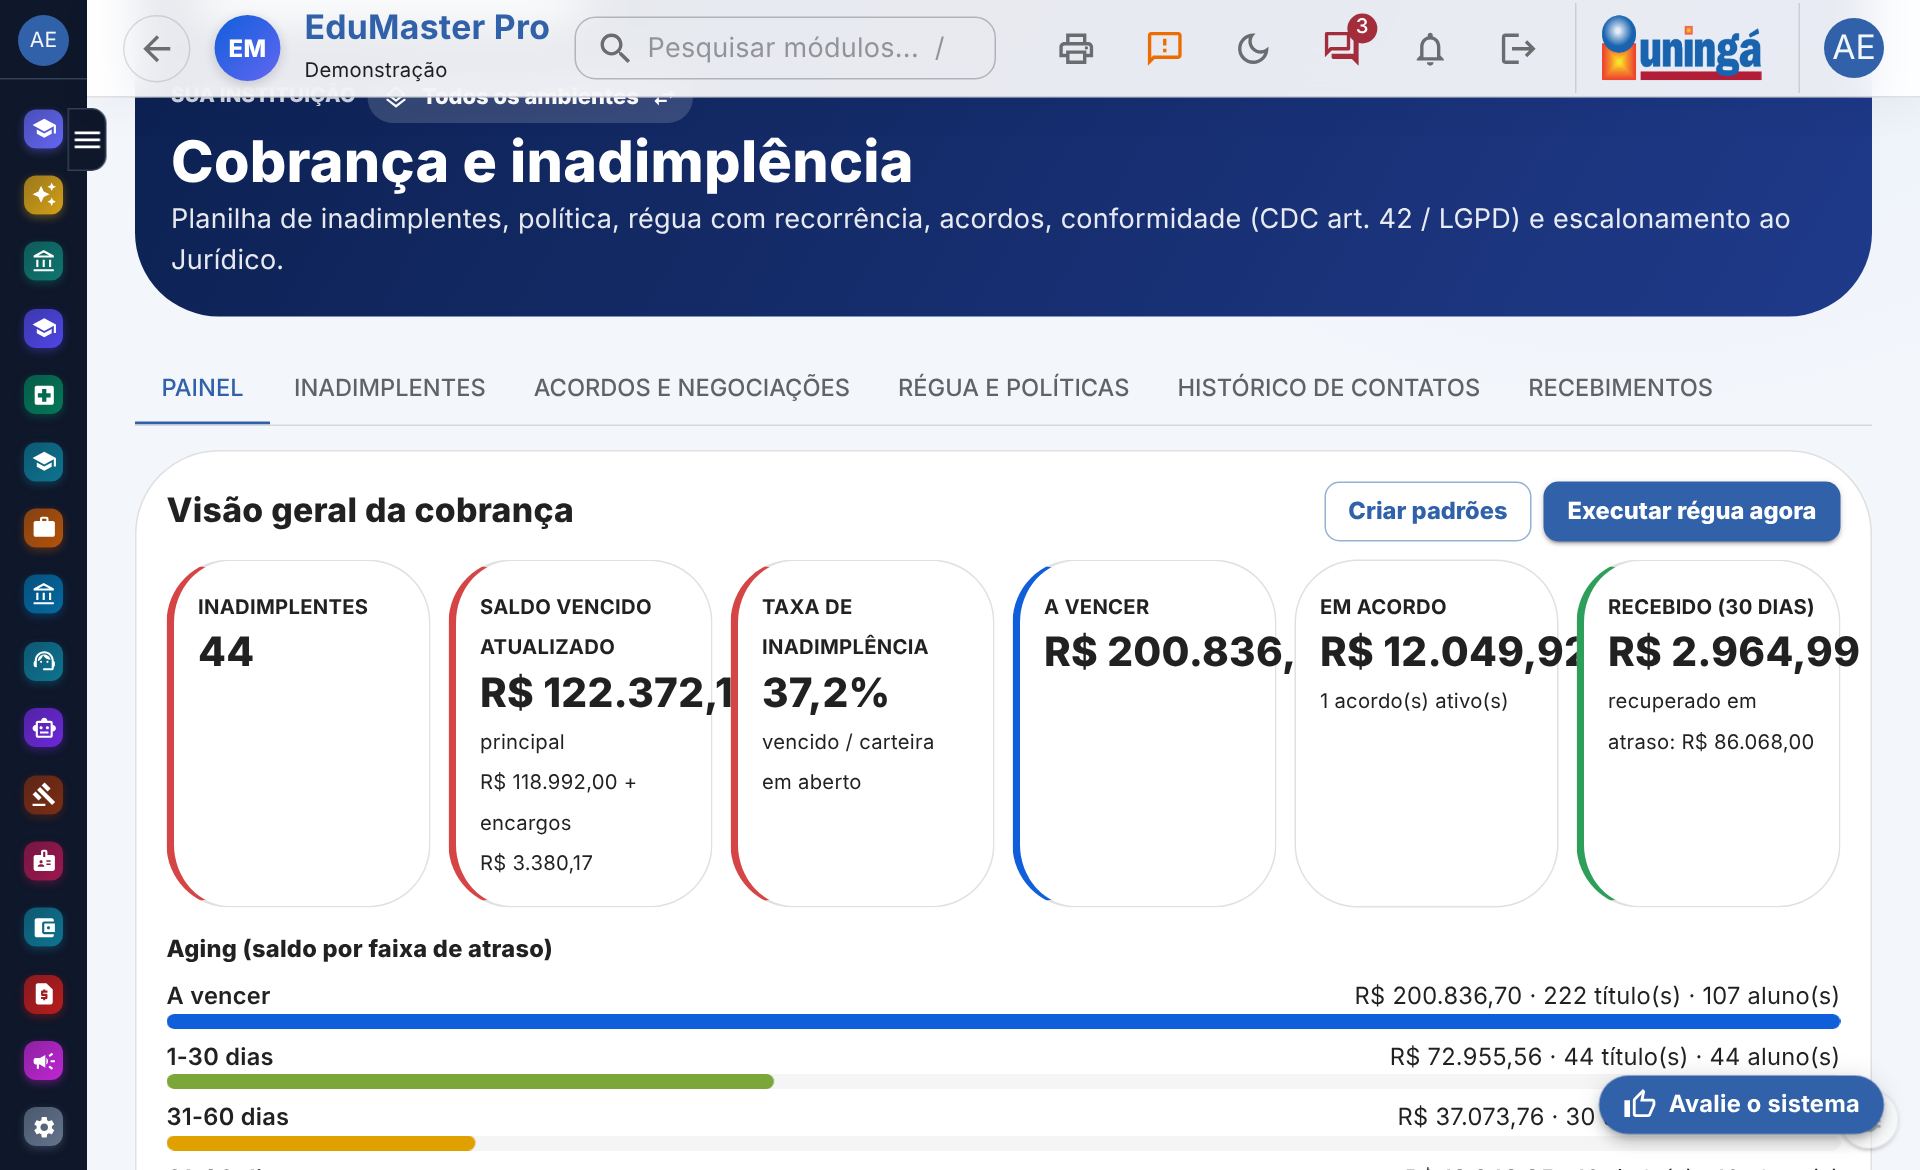 AE
EM
EduMaster Pro
Demonstração
Pesquisar módulos... /
3
uningá
AE
SUA INSTITUIÇÃO
Todos os ambientes
Cobrança e inadimplência
Planilha de inadimplentes, política, régua com recorrência, acordos, conformidade (CDC art. 42 / LGPD) e escalonamento ao
Jurídico.
PAINEL INADIMPLENTES ACORDOS E NEGOCIAÇÕES RÉGUA E POLÍTICAS HISTÓRICO DE CONTATOS RECEBIMENTOS
Visão geral da cobrança
Criar padrões
Executar régua agora
INADIMPLENTES
44
SALDO VENCIDO
ATUALIZADO
R$ 122.372,1
principal
R$ 118.992,00 +
encargos
R$ 3.380,17
TAXA DE
INADIMPLÊNCIA
37,2%
vencido / carteira
em aberto
A VENCER
R$ 200.836,
EM ACORDO
R$ 12.049,92
1 acordo(s) ativo(s)
RECEBIDO (30 DIAS)
R$ 2.964,99
recuperado em
atraso: R$ 86.068,00
Aging (saldo por faixa de atraso)
A vencer R$ 200.836,70 · 222 título(s) · 107 aluno(s)
1-30 dias R$ 72.955,56 · 44 título(s) · 44 aluno(s)
31-60 dias R$ 37.073,76 · 30
Avalie o sistema